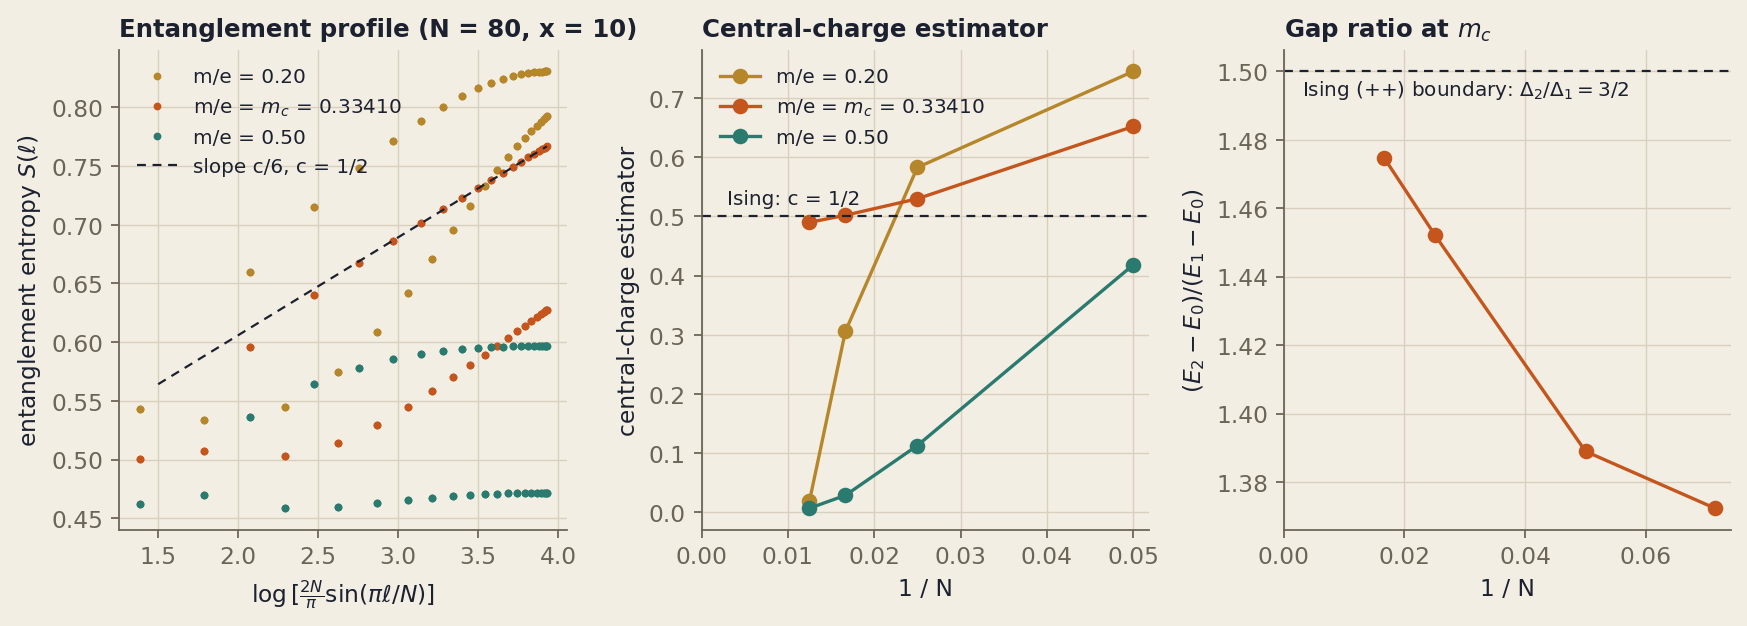 Entanglement profile (N = 80, x = 10)
m/e = 0.20
m/e = m_c = 0.33410
m/e = 0.50
slope c/6, c = 1/2
entanglement entropy S(ℓ)
0.80
0.75
0.70
0.65
0.60
0.55
0.50
0.45
1.5 2.0 2.5 3.0 3.5 4.0
log [2N/π sin(πℓ/N)]
Central-charge estimator
m/e = 0.20
m/e = m_c = 0.33410
m/e = 0.50
Ising: c = 1/2
central-charge estimator
0.7
0.6
0.5
0.4
0.3
0.2
0.1
0.0
0.00 0.01 0.02 0.03 0.04 0.05
1 / N
Gap ratio at m_c
Ising (++) boundary: Δ₂/Δ₁ = 3/2
(E₂ − E₀)/(E₁ − E₀)
1.50
1.48
1.46
1.44
1.42
1.40
1.38
0.00 0.02 0.04 0.06
1 / N